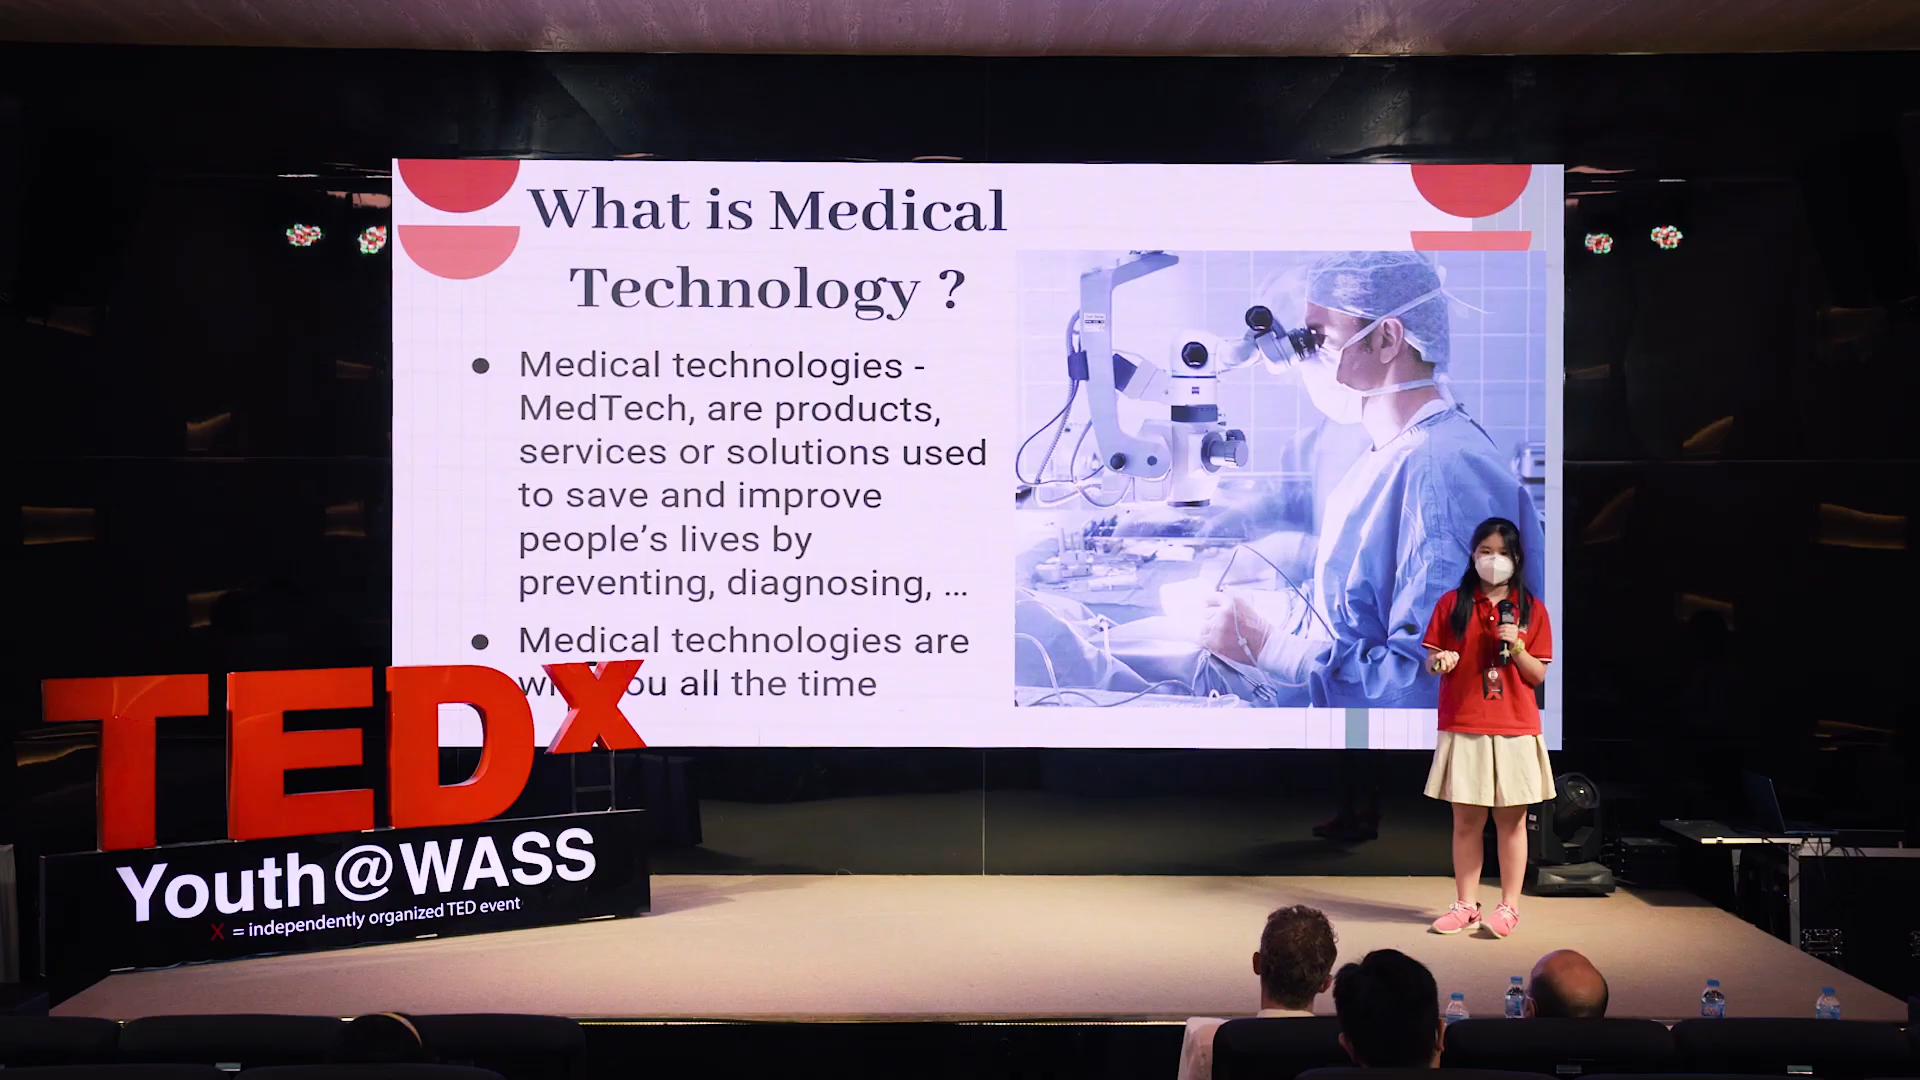 What is Medical
Technology ?
● Medical technologies -
MedTech, are products,
services or solutions used
to save and improve
people's lives by
preventing, diagnosing, ...
● Medical technologies are
ou all the time
TEDx
Youth@WASS
X = independently organized TED event